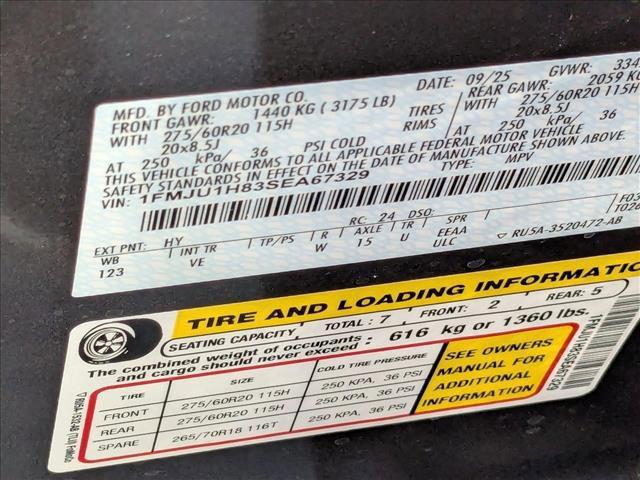 MFD. BY FORD MOTOR CO. DATE: 09/25 GVWR:
FRONT GAWR: 1440 KG ( 3175 LB) REAR GAWR: 2059 KG
WITH 275/60R20 115H TIRES WITH 275/60R20 115H
20x8.5J RIMS 20x8.5J
AT 250 kPa/ 36 PSI COLD AT 250 kPa/ 36
THIS VEHICLE CONFORMS TO ALL APPLICABLE FEDERAL MOTOR VEHICLE
SAFETY STANDARDS IN EFFECT ON THE DATE OF MANUFACTURE SHOWN ABOVE.
VIN: 1FMJU1H83SEA67329 TYPE: MPV
EXT PNT: HY RC: 24 DSO:
WB INT TR TP/PS R AXLE TR SPR
123 VE W 15 U EEAA
ULC
▽ RU5A-3520472-AB
TIRE AND LOADING INFORMATION
SEATING CAPACITY TOTAL: 7 FRONT: 2 REAR: 5
The combined weight of occupants and cargo should never exceed: 616 kg or 1360 lbs.
TIRE SIZE COLD TIRE PRESSURE
FRONT 275/60R20 115H 250 KPA, 36 PSI
REAR 275/60R20 115H 250 KPA, 36 PSI
SPARE 265/70R18 116T 250 KPA, 36 PSI
SEE OWNERS
MANUAL FOR
ADDITIONAL
INFORMATION
1FMJU1H83SEA67329